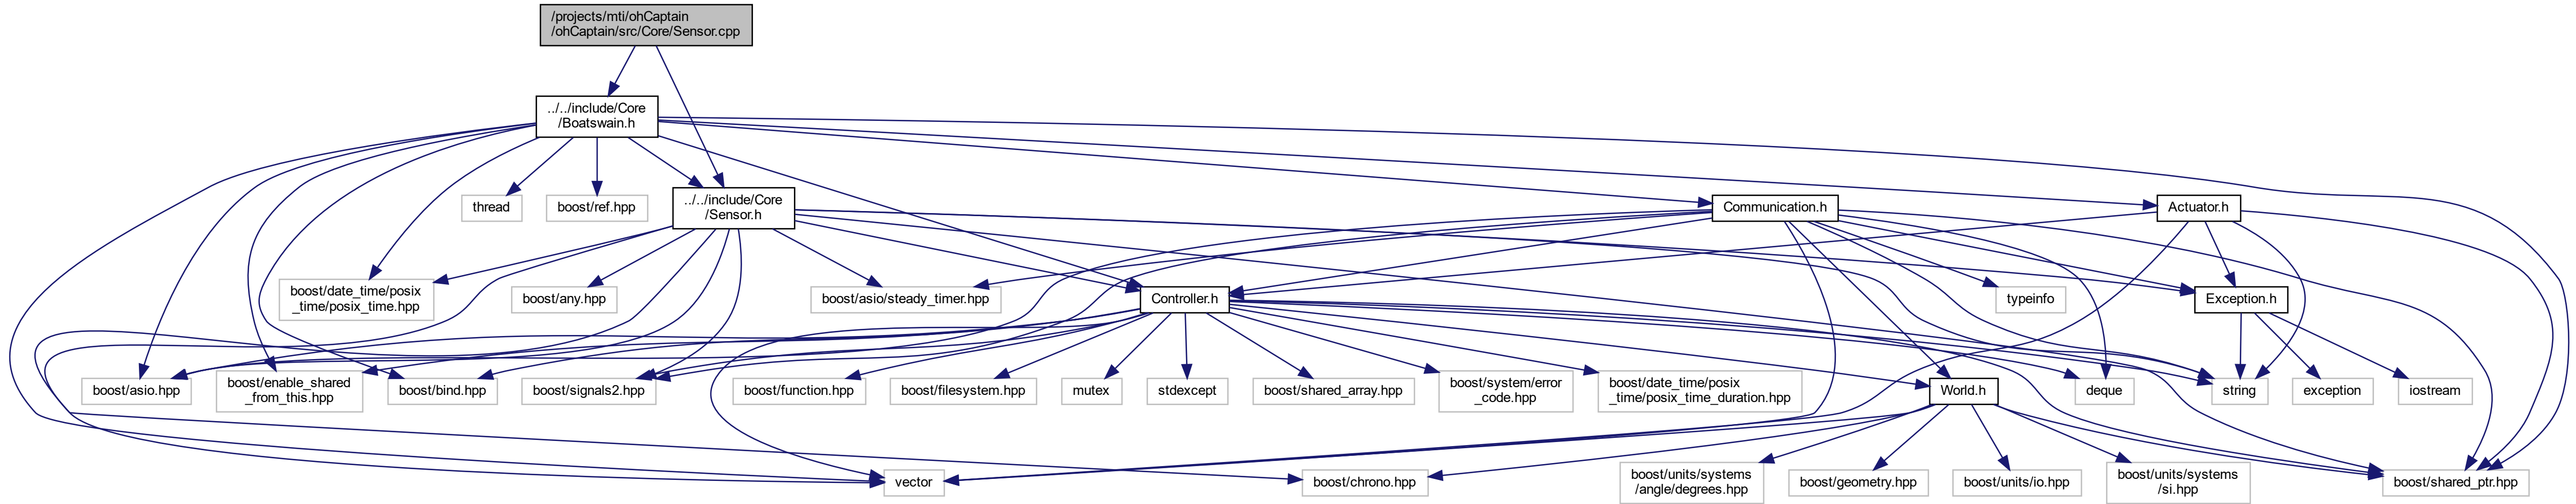 /projects/mti/ohCaptain
/ohCaptain/src/Core/Sensor.cpp
../../include/Core
/Boatswain.h
thread
boost/ref.hpp
../../include/Core
/Sensor.h
Communication.h
Actuator.h
boost/date_time/posix
_time/posix_time.hpp
boost/any.hpp
boost/asio/steady_timer.hpp
Controller.h
typeinfo
Exception.h
boost/asio.hpp
boost/enable_shared
_from_this.hpp
boost/bind.hpp
boost/signals2.hpp
boost/function.hpp
boost/filesystem.hpp
mutex
stdexcept
boost/shared_array.hpp
boost/system/error
_code.hpp
boost/date_time/posix
_time/posix_time_duration.hpp
World.h
deque
string
exception
iostream
vector
boost/chrono.hpp
boost/units/systems
/angle/degrees.hpp
boost/geometry.hpp
boost/units/io.hpp
boost/units/systems
/si.hpp
boost/shared_ptr.hpp